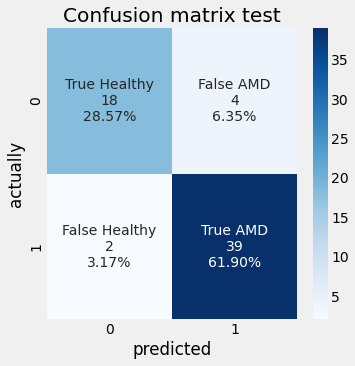 Confusion matrix test
actually
0
1
True Healthy
18
28.57%
False AMD
4
6.35%
False Healthy
2
3.17%
True AMD
39
61.90%
0
1
predicted
35
30
25
20
15
10
5